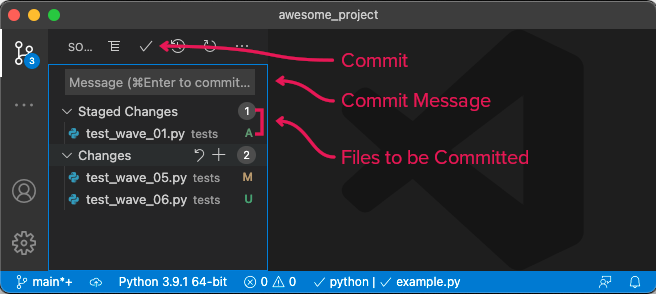 awesome_project
SO...
Commit
3
Message (⌘Enter to commit...
Commit Message
Staged Changes 1
test_wave_01.py tests A
Files to be Committed
Changes 2
test_wave_05.py tests M
test_wave_06.py tests U
main*+ Python 3.9.1 64-bit 0 0 python | example.py